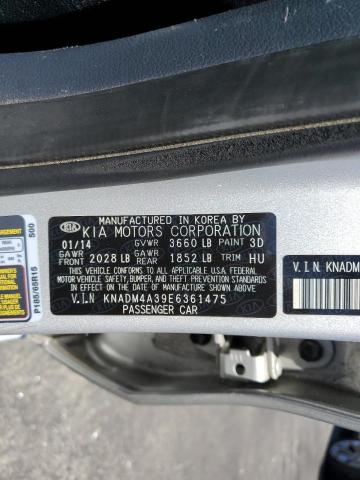 MANUFACTURED IN KOREA BY
KIA KIA MOTORS CORPORATION
01/14 GVWR 3660 LB PAINT 3D
GAWR FRONT 2028 LB GAWR REAR 1852 LB TRIM HU
THIS VEHICLE CONFORMS TO ALL APPLICABLE FEDERAL MOTOR
VEHICLE SAFETY, BUMPER, AND THEFT PREVENTION STANDARDS
IN EFFECT ON THE DATE OF MANUFACTURE SHOWN ABOVE.
V.I.N KNADM4A39E6361475
PASSENGER CAR
V.I.N. KNADM
P185/65R15
500